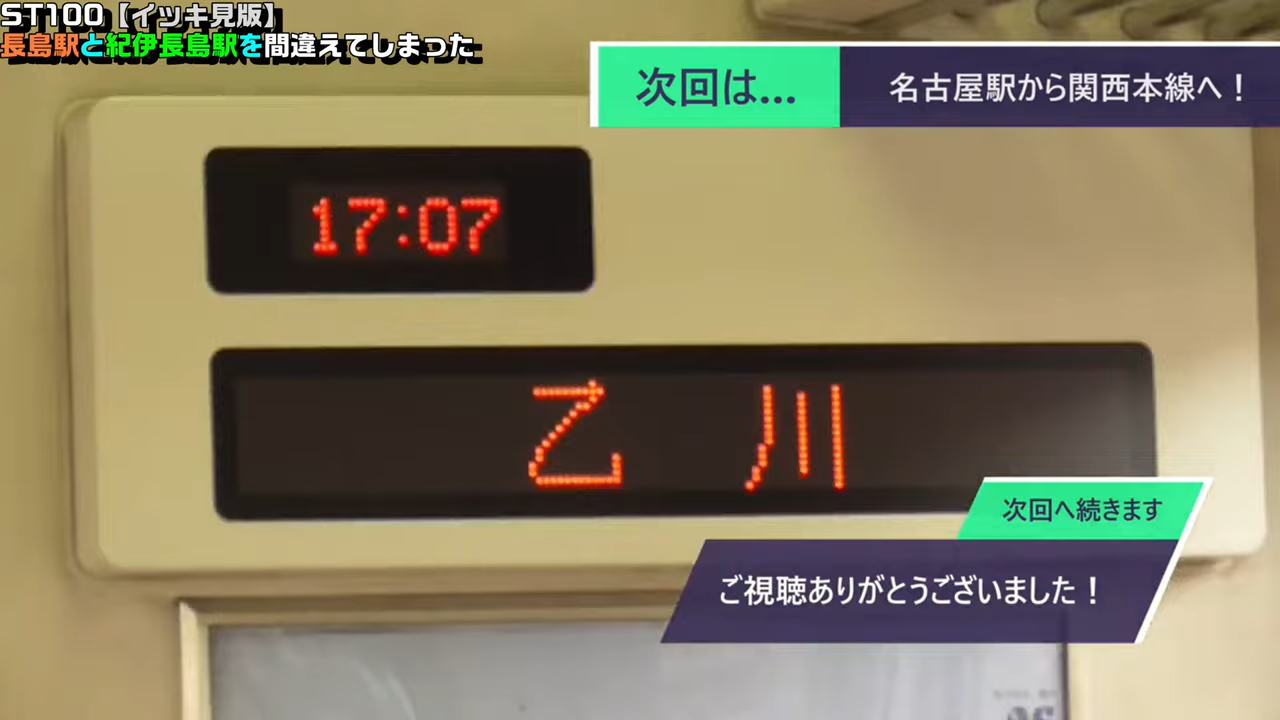 ST100【イッキ見版】
長島駅と紀伊長島駅を間違えてしまった
次回は...
名古屋駅から関西本線へ！
17:07
乙川
次回へ続きます
ご視聴ありがとうございました！